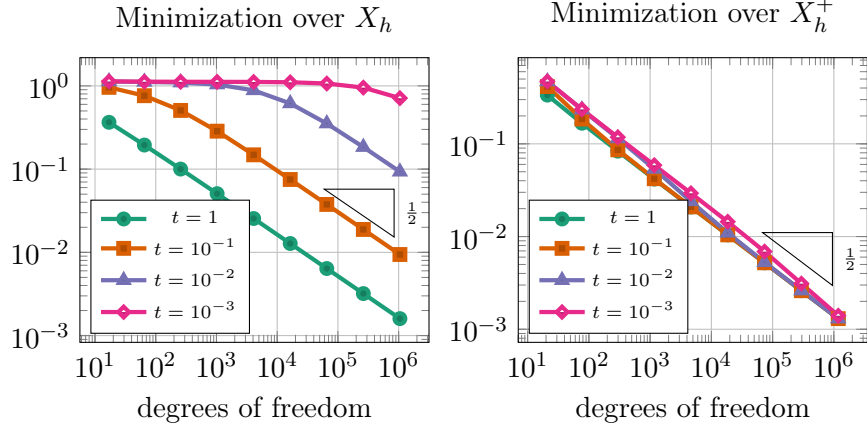 Minimization over $X_h$
10^0
10^{-1}
10^{-2}
10^{-3}
t = 1
t = 10^{-1}
t = 10^{-2}
t = 10^{-3}
1/2
10^1 10^2 10^3 10^4 10^5 10^6
degrees of freedom
Minimization over $X_h^+$
10^{-1}
10^{-2}
10^{-3}
t = 1
t = 10^{-1}
t = 10^{-2}
t = 10^{-3}
1/2
10^1 10^2 10^3 10^4 10^5 10^6
degrees of freedom